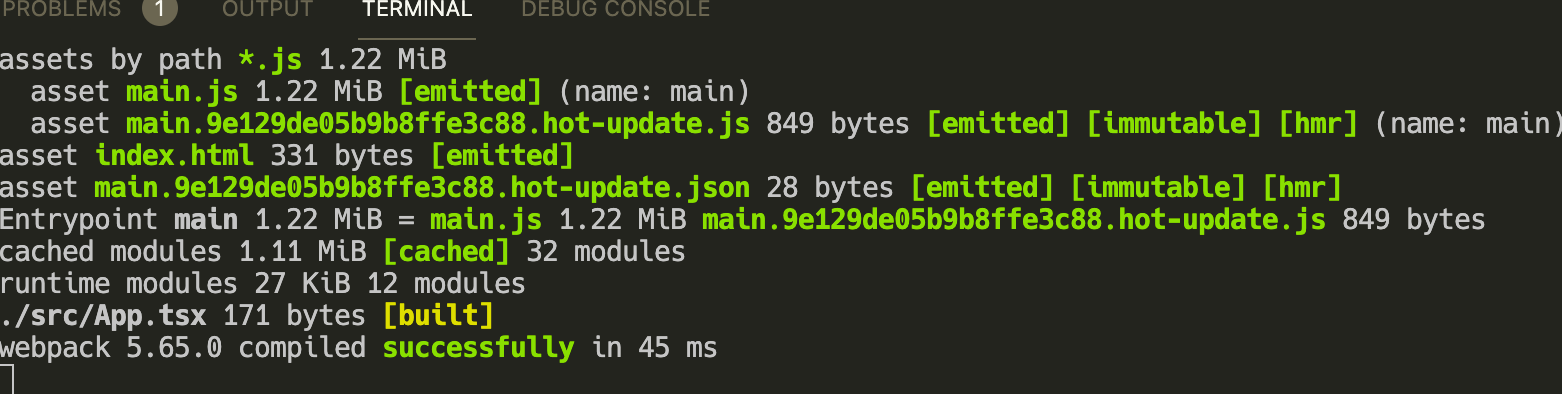 PROBLEMS 1 OUTPUT TERMINAL DEBUG CONSOLE
assets by path *.js 1.22 MiB
  asset main.js 1.22 MiB [emitted] (name: main)
  asset main.9e129de05b9b8ffe3c88.hot-update.js 849 bytes [emitted] [immutable] [hmr] (name: main)
asset index.html 331 bytes [emitted]
asset main.9e129de05b9b8ffe3c88.hot-update.json 28 bytes [emitted] [immutable] [hmr]
Entrypoint main 1.22 MiB = main.js 1.22 MiB main.9e129de05b9b8ffe3c88.hot-update.js 849 bytes
cached modules 1.11 MiB [cached] 32 modules
runtime modules 27 KiB 12 modules
./src/App.tsx 171 bytes [built]
webpack 5.65.0 compiled successfully in 45 ms